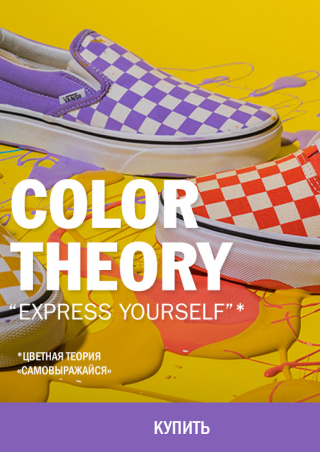 VANS
COLOR
THEORY
“EXPRESS YOURSELF”*
*ЦВЕТНАЯ ТЕОРИЯ
«САМОВЫРАЖАЙСЯ»
КУПИТЬ